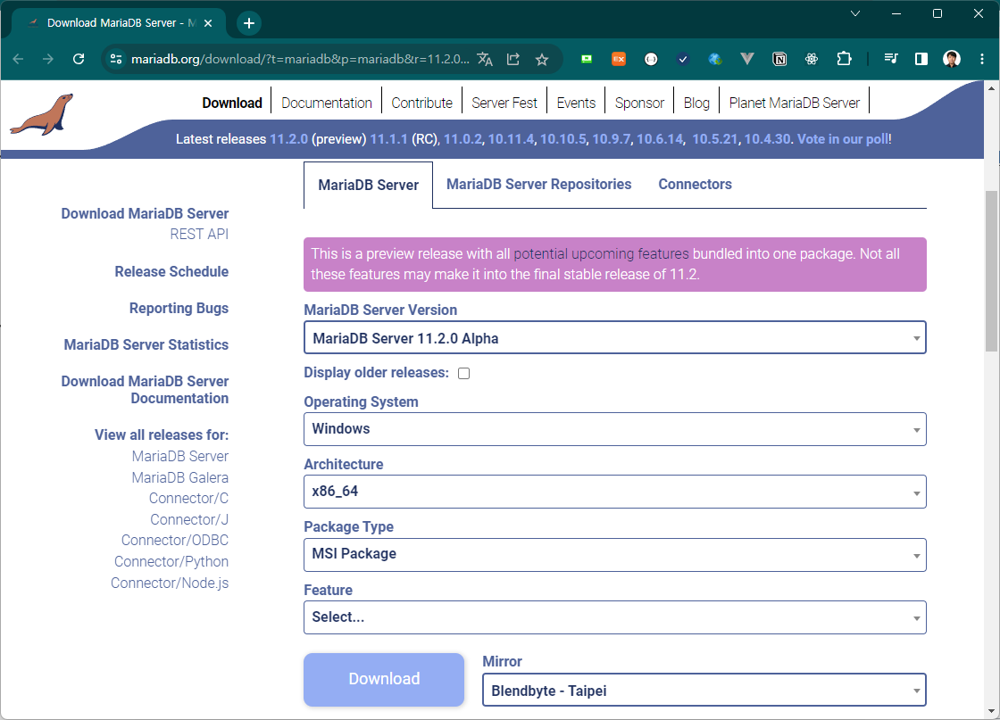 Download MariaDB Server - M
mariadb.org/download/?t=mariadb&p=mariadb&r=11.2.0...
Download Documentation Contribute Server Fest Events Sponsor Blog Planet MariaDB Server
Latest releases 11.2.0 (preview) 11.1.1 (RC), 11.0.2, 10.11.4, 10.10.5, 10.9.7, 10.6.14, 10.5.21, 10.4.30. Vote in our poll!
MariaDB Server MariaDB Server Repositories Connectors
Download MariaDB Server
REST API
Release Schedule
Reporting Bugs
MariaDB Server Statistics
Download MariaDB Server
Documentation
View all releases for:
MariaDB Server
MariaDB Galera
Connector/C
Connector/J
Connector/ODBC
Connector/Python
Connector/Node.js
This is a preview release with all potential upcoming features bundled into one package. Not all
these features may make it into the final stable release of 11.2.
MariaDB Server Version
MariaDB Server 11.2.0 Alpha
Display older releases:
Operating System
Windows
Architecture
x86_64
Package Type
MSI Package
Feature
Select...
Download
Mirror
Blendbyte - Taipei